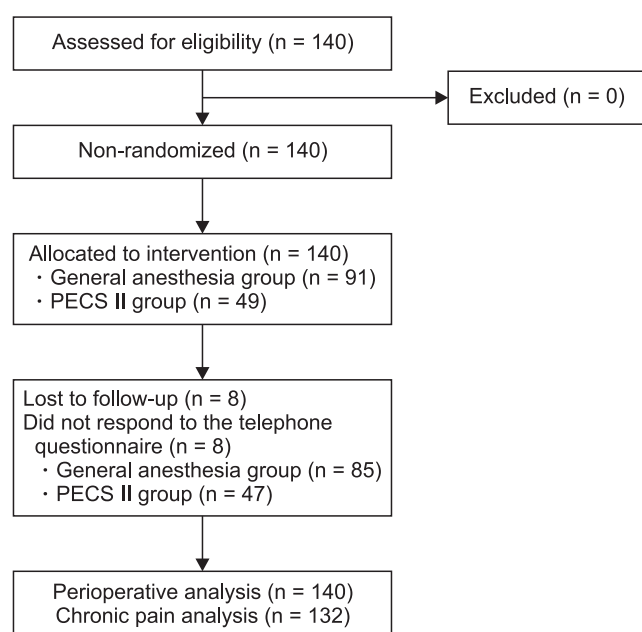 Assessed for eligibility (n = 140)
Excluded (n = 0)
Non-randomized (n = 140)
Allocated to intervention (n = 140)
· General anesthesia group (n = 91)
· PECS II group (n = 49)
Lost to follow-up (n = 8)
Did not respond to the telephone
questionnaire (n = 8)
· General anesthesia group (n = 85)
· PECS II group (n = 47)
Perioperative analysis (n = 140)
Chronic pain analysis (n = 132)